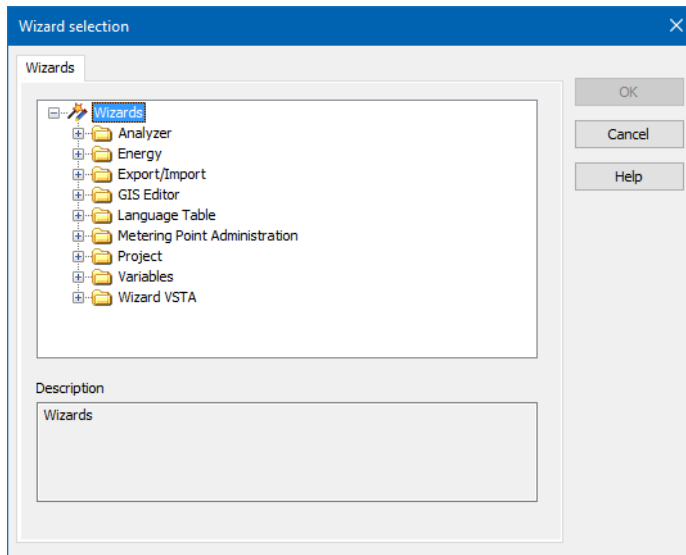 Wizard selection
Wizards
Wizards
Analyzer
Energy
Export/Import
GIS Editor
Language Table
Metering Point Administration
Project
Variables
Wizard VSTA
OK
Cancel
Help
Description
Wizards